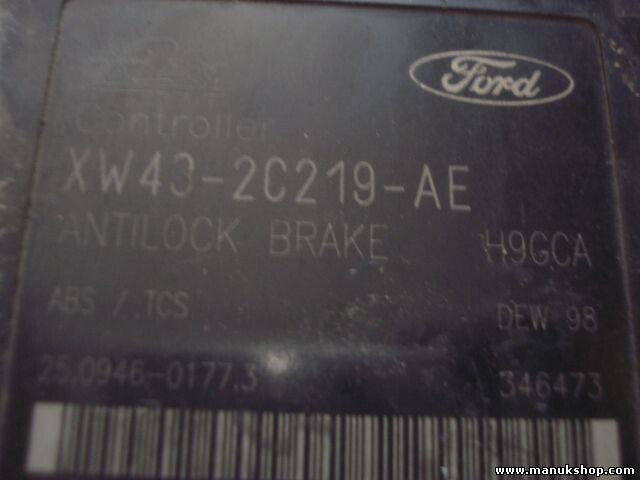 Ford
Controller
XW43-2C219-AE
ANTILOCK BRAKE H9GCA
ABS / TCS DEW 98
25.0946-0177.3 346473
www.manukshop.com